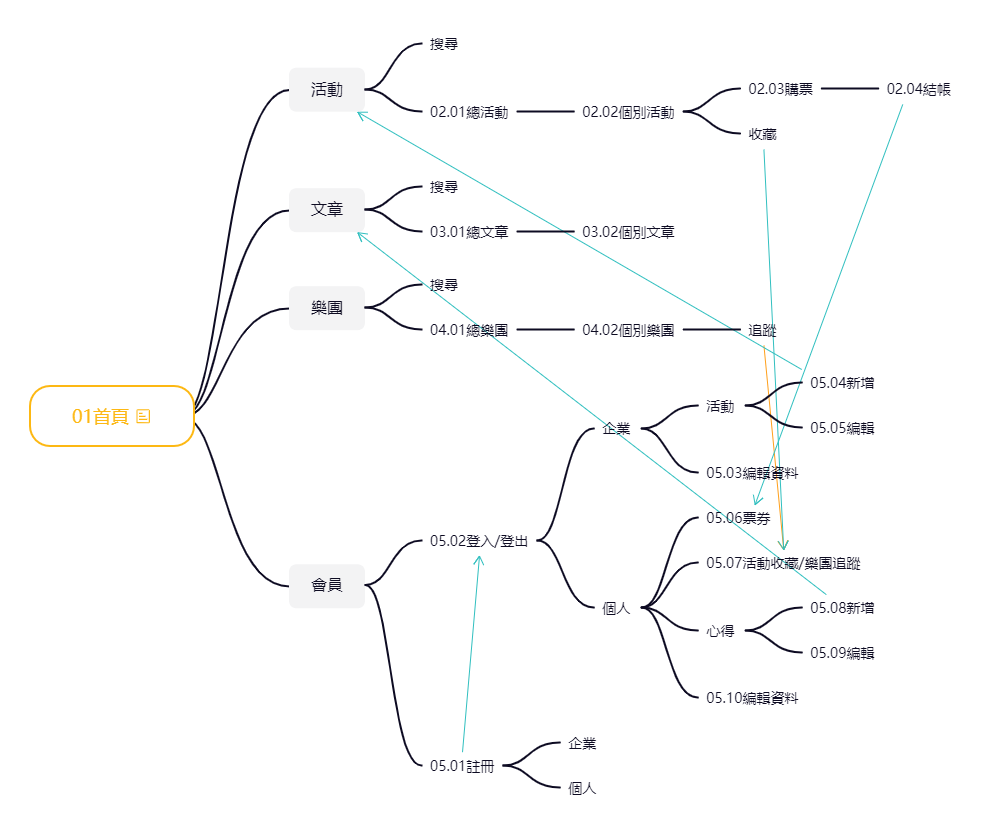 01首頁
活動
搜尋
02.01總活動
02.02個別活動
02.03購票
02.04結帳
收藏
文章
搜尋
03.01總文章
03.02個別文章
樂團
搜尋
04.01總樂團
04.02個別樂團
追蹤
會員
05.02登入/登出
企業
活動
05.04新增
05.05編輯
05.03編輯資料
個人
05.06票券
05.07活動收藏/樂團追蹤
心得
05.08新增
05.09編輯
05.10編輯資料
05.01註冊
企業
個人